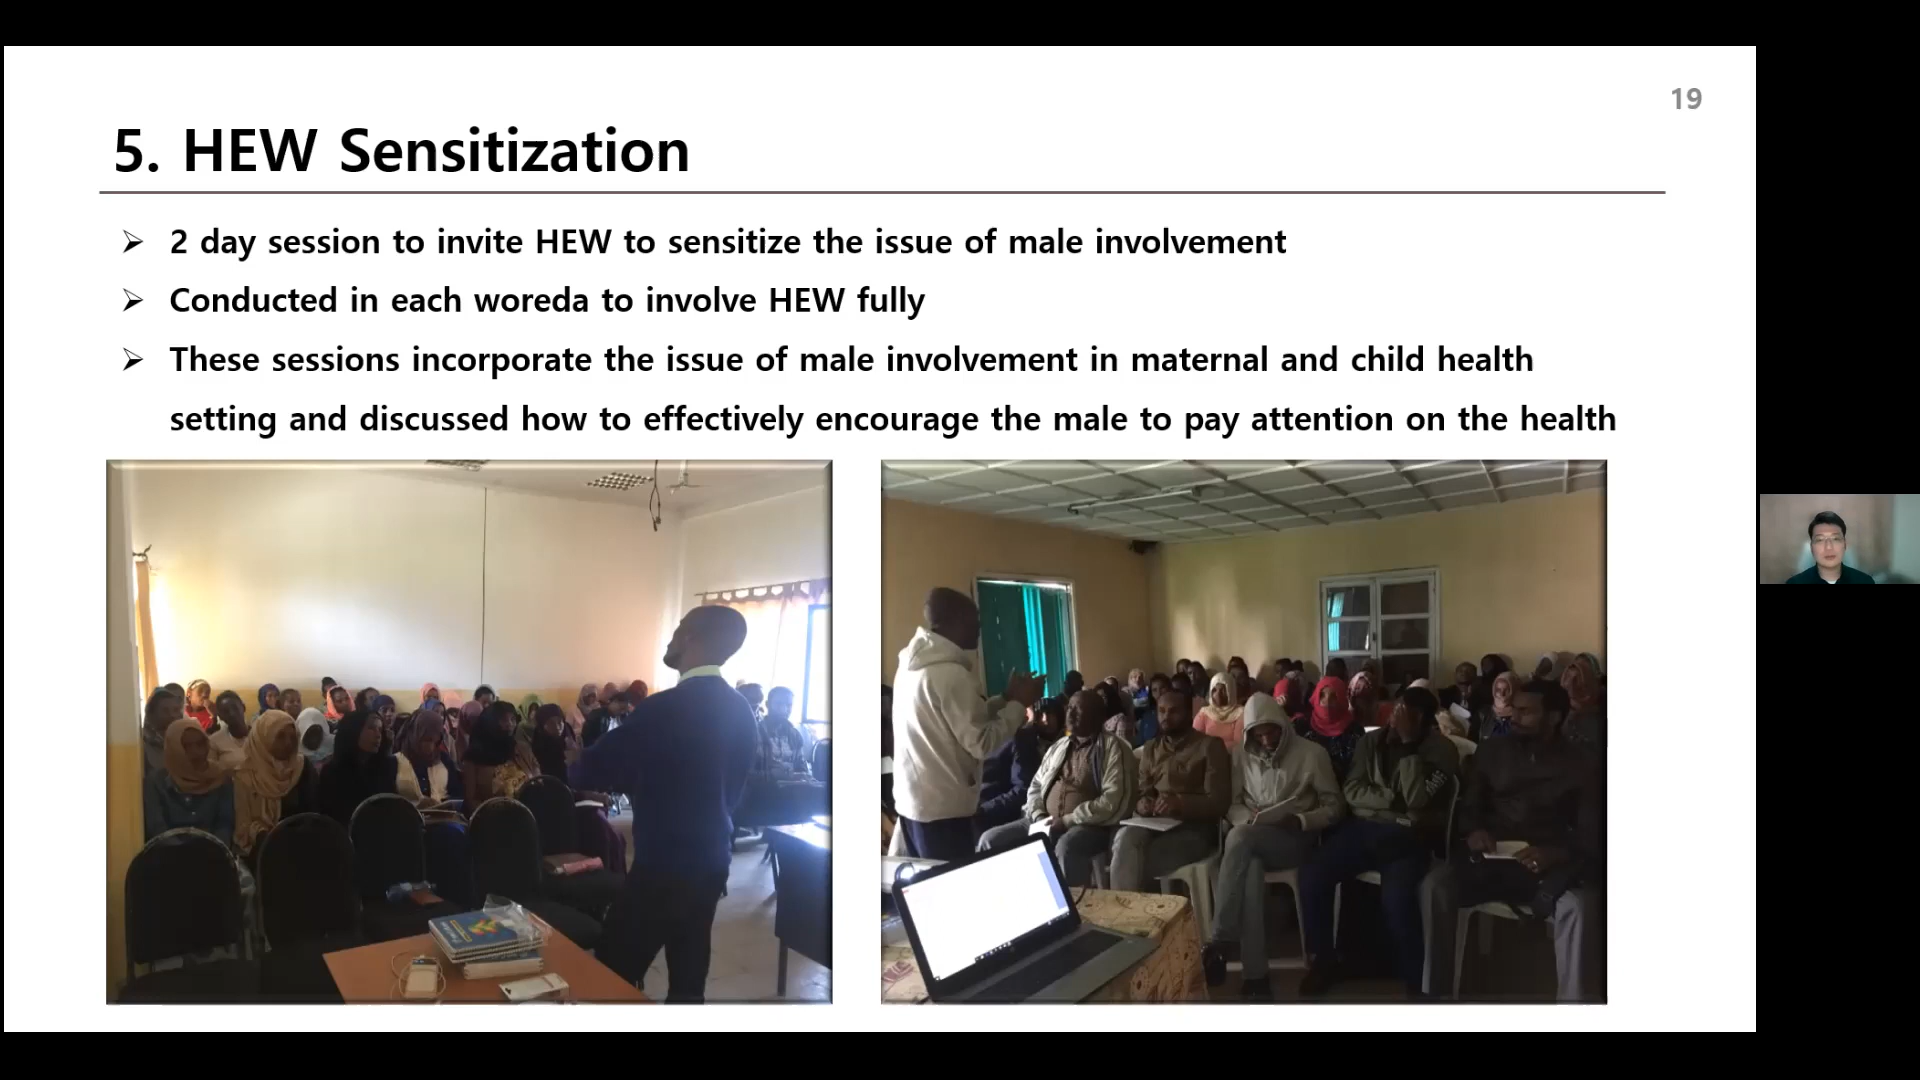 19
5. HEW Sensitization
➢ 2 day session to invite HEW to sensitize the issue of male involvement
➢ Conducted in each woreda to involve HEW fully
➢ These sessions incorporate the issue of male involvement in maternal and child health
setting and discussed how to effectively encourage the male to pay attention on the health